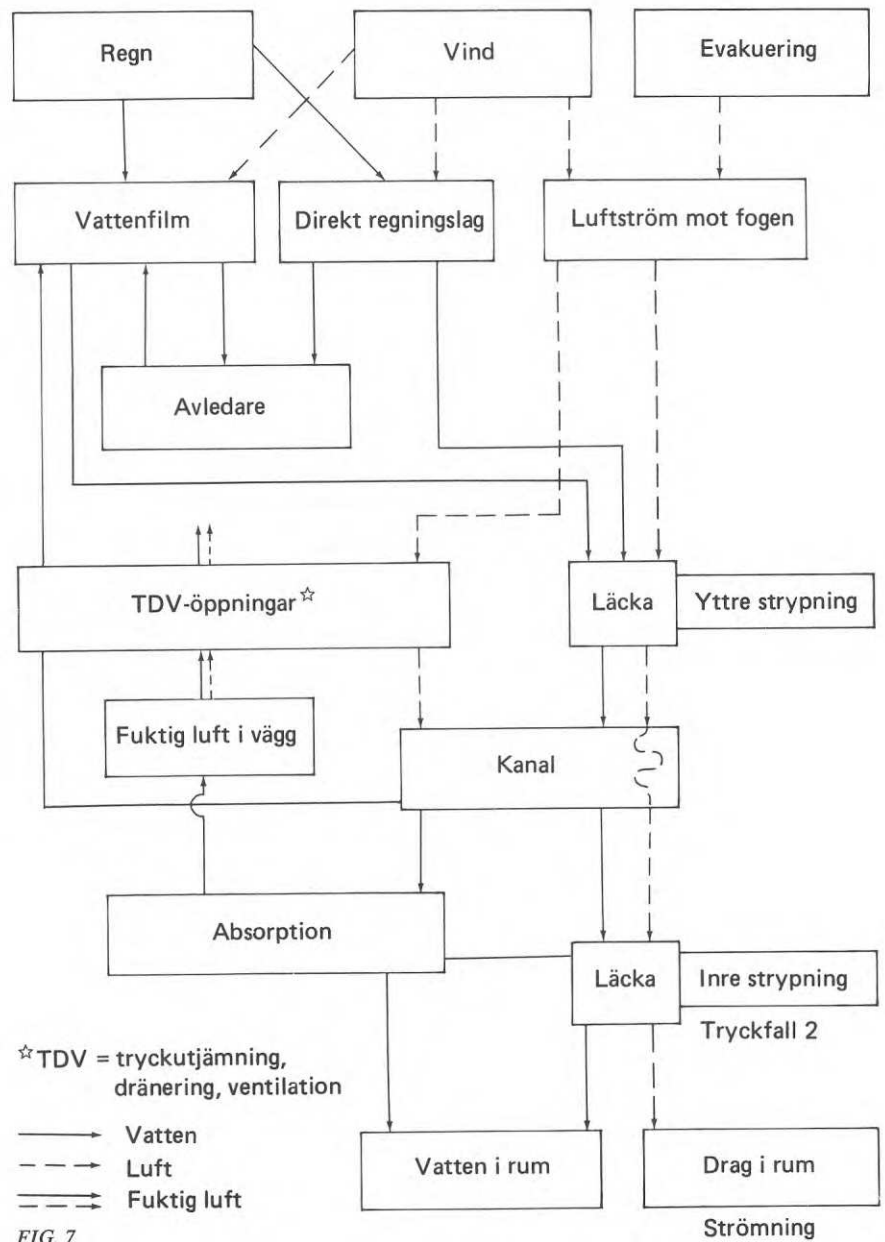 Regn
Vind
Evakuering
Vattenfilm
Direkt regningslag
Luftström mot fogen
Avledare
TDV-öppningar☆
Läcka
Yttre strypning
Fuktig luft i vägg
Kanal
Absorption
Läcka
Inre strypning
Tryckfall 2
☆TDV = tryckutjämning,
dränering, ventilation
Vatten
Luft
Fuktig luft
Vatten i rum
Drag i rum
Strömning
FIG. 7